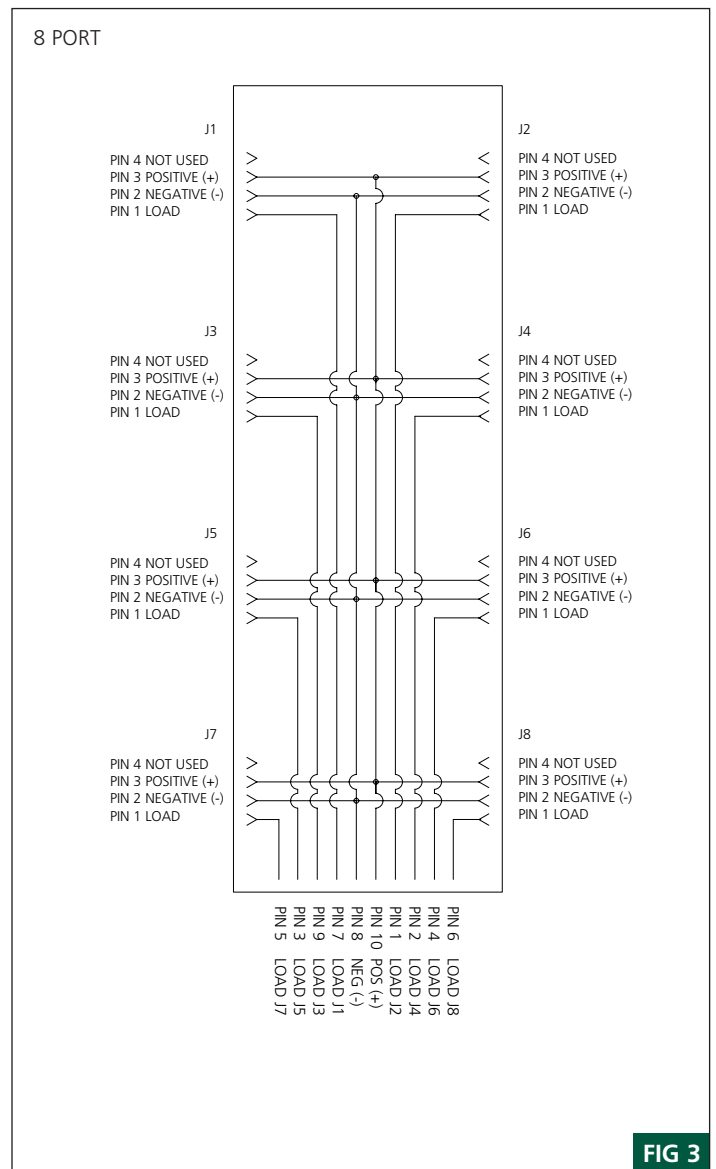 8 PORT
J1
PIN 4 NOT USED
PIN 3 POSITIVE (+)
PIN 2 NEGATIVE (-)
PIN 1 LOAD
J2
PIN 4 NOT USED
PIN 3 POSITIVE (+)
PIN 2 NEGATIVE (-)
PIN 1 LOAD
J3
PIN 4 NOT USED
PIN 3 POSITIVE (+)
PIN 2 NEGATIVE (-)
PIN 1 LOAD
J4
PIN 4 NOT USED
PIN 3 POSITIVE (+)
PIN 2 NEGATIVE (-)
PIN 1 LOAD
J5
PIN 4 NOT USED
PIN 3 POSITIVE (+)
PIN 2 NEGATIVE (-)
PIN 1 LOAD
J6
PIN 4 NOT USED
PIN 3 POSITIVE (+)
PIN 2 NEGATIVE (-)
PIN 1 LOAD
J7
PIN 4 NOT USED
PIN 3 POSITIVE (+)
PIN 2 NEGATIVE (-)
PIN 1 LOAD
J8
PIN 4 NOT USED
PIN 3 POSITIVE (+)
PIN 2 NEGATIVE (-)
PIN 1 LOAD
PIN 5 LOAD J7
PIN 3 LOAD J5
PIN 9 LOAD J3
PIN 7 LOAD J1
PIN 8 NEG (-)
PIN 10 POS (+)
PIN 1 LOAD J2
PIN 2 LOAD J4
PIN 4 LOAD J6
PIN 6 LOAD J8
FIG 3